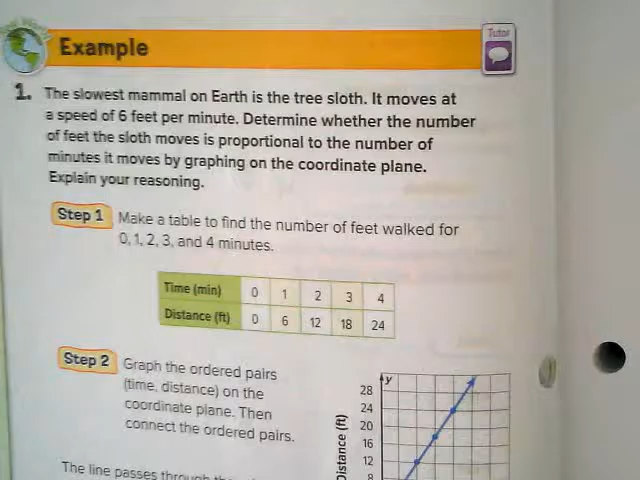 Example
Tutor
1. The slowest mammal on Earth is the tree sloth. It moves at
a speed of 6 feet per minute. Determine whether the number
of feet the sloth moves is proportional to the number of
minutes it moves by graphing on the coordinate plane.
Explain your reasoning.
Step 1 Make a table to find the number of feet walked for
0, 1, 2, 3, and 4 minutes.
Time (min) 0 1 2 3 4
Distance (ft) 0 6 12 18 24
Step 2 Graph the ordered pairs
(time, distance) on the
coordinate plane. Then
connect the ordered pairs.
The line passes through
y
28
24
20
16
12
8
Distance (ft)